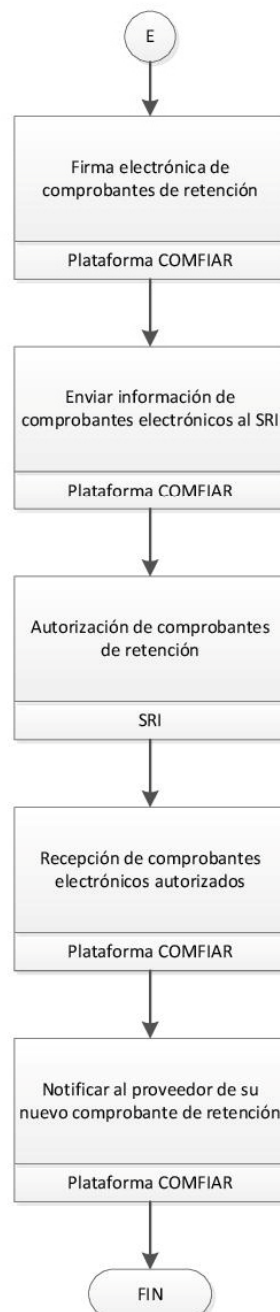 E
Firma electrónica de
comprobantes de retención
Plataforma COMFIAR
Enviar información de
comprobantes electrónicos al SRI
Plataforma COMFIAR
Autorización de comprobantes
de retención
SRI
Recepción de comprobantes
electrónicos autorizados
Plataforma COMFIAR
Notificar al proveedor de su
nuevo comprobante de retención
Plataforma COMFIAR
FIN